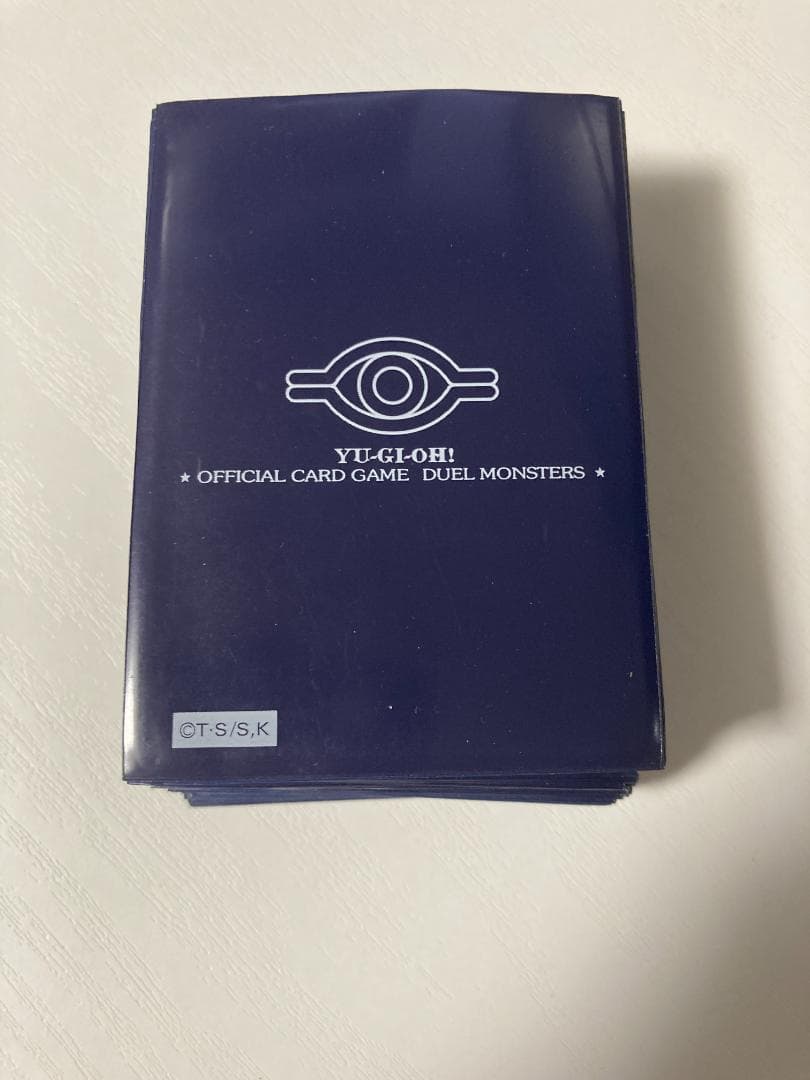 YU-GI-OH!
★ OFFICIAL CARD GAME DUEL MONSTERS ★
©T·S/S,K